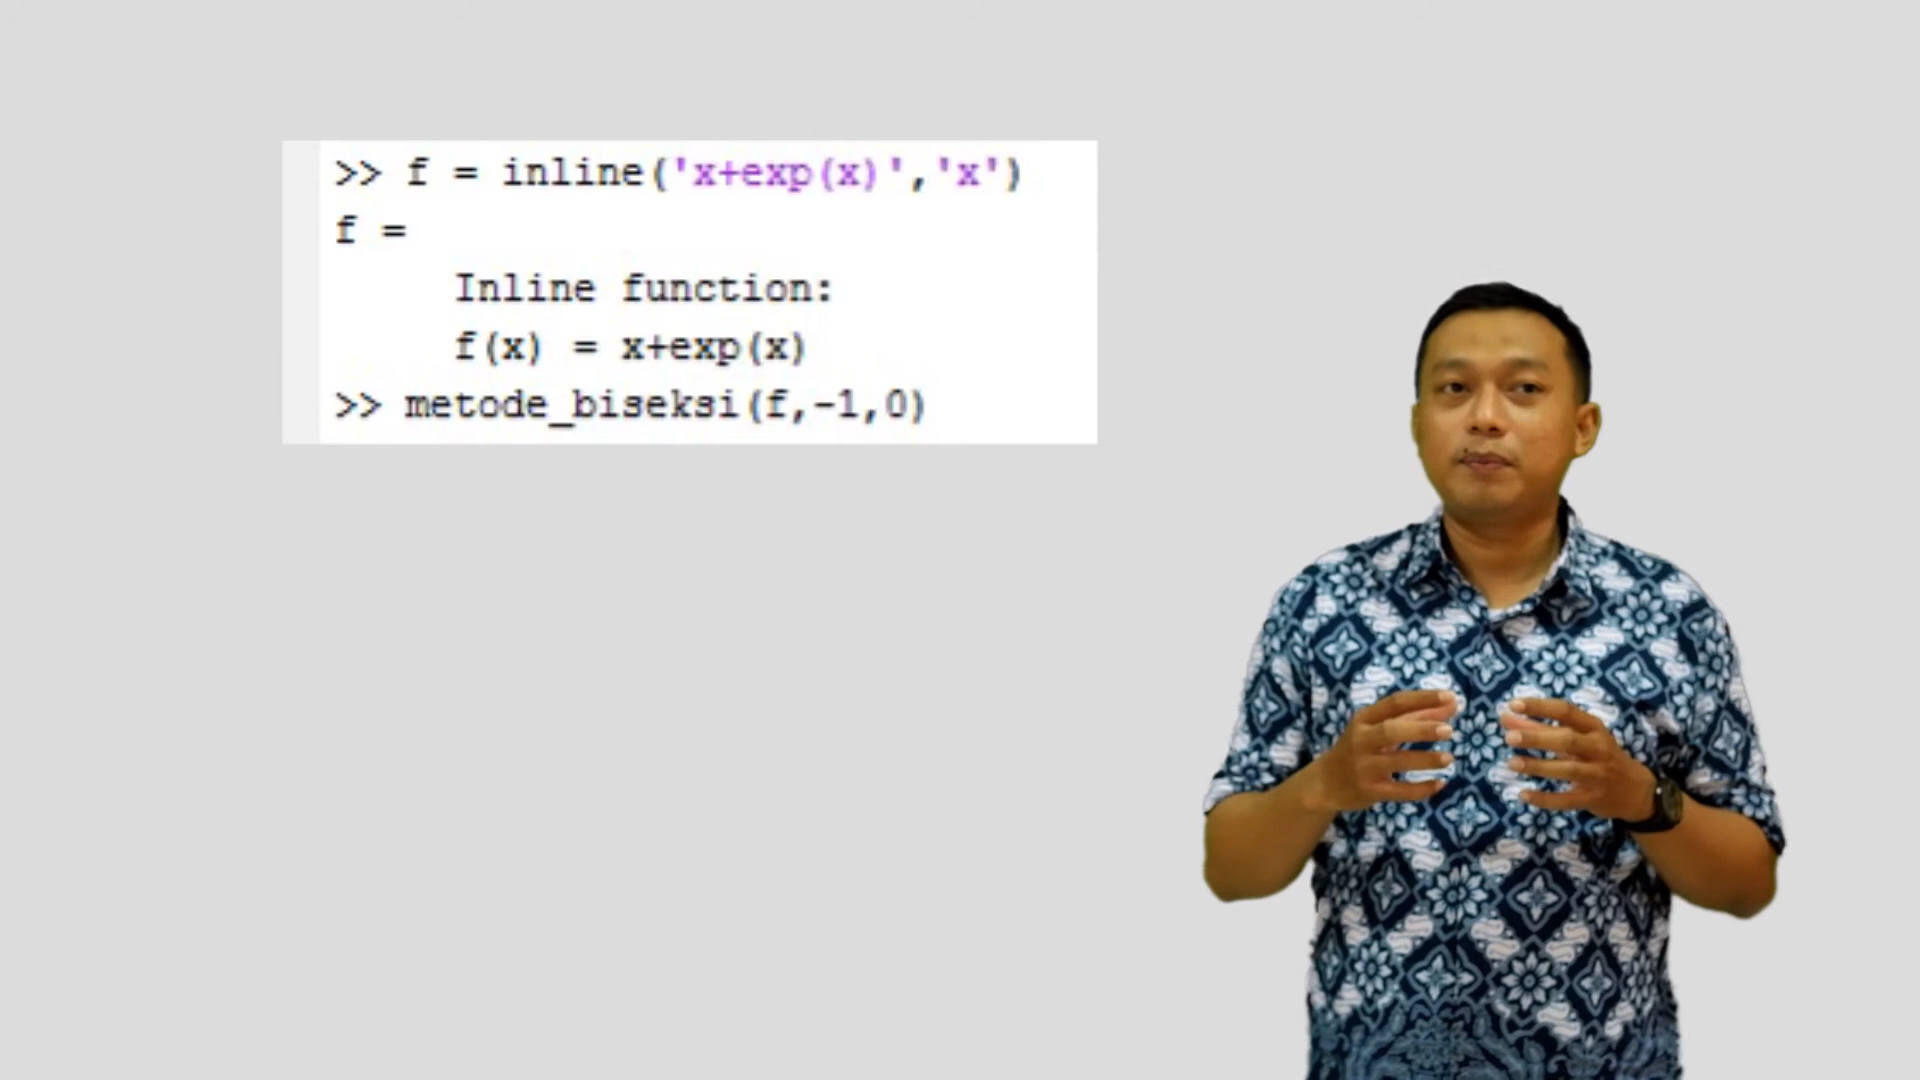 >> f = inline('x+exp(x)','x')
f =
Inline function:
f(x) = x+exp(x)
>> metode_biseksi(f,-1,0)